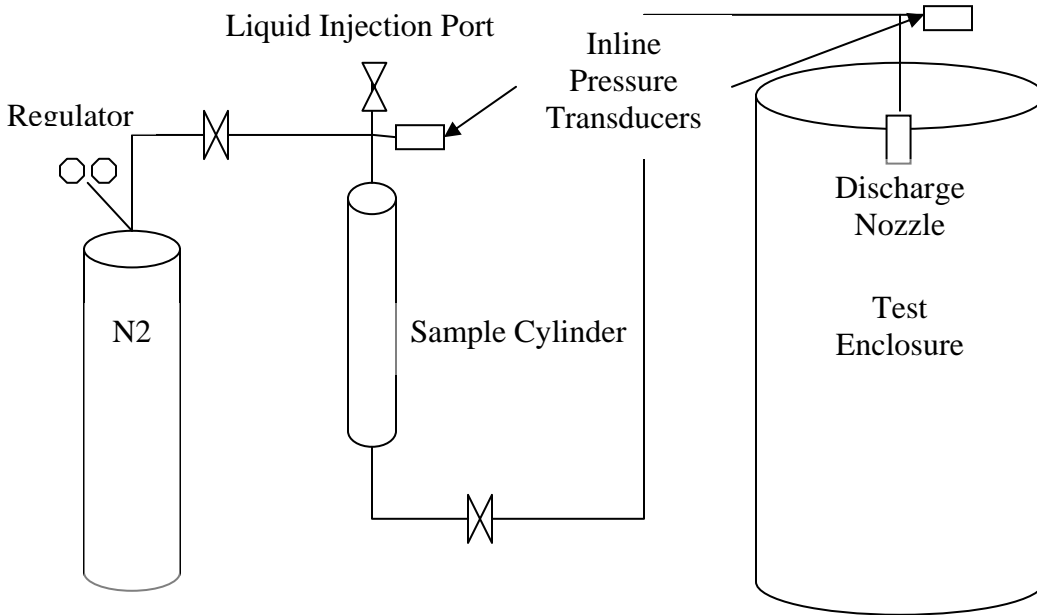 Liquid Injection Port
Inline
Pressure
Transducers
Regulator
Discharge
Nozzle
N2
Sample Cylinder
Test
Enclosure